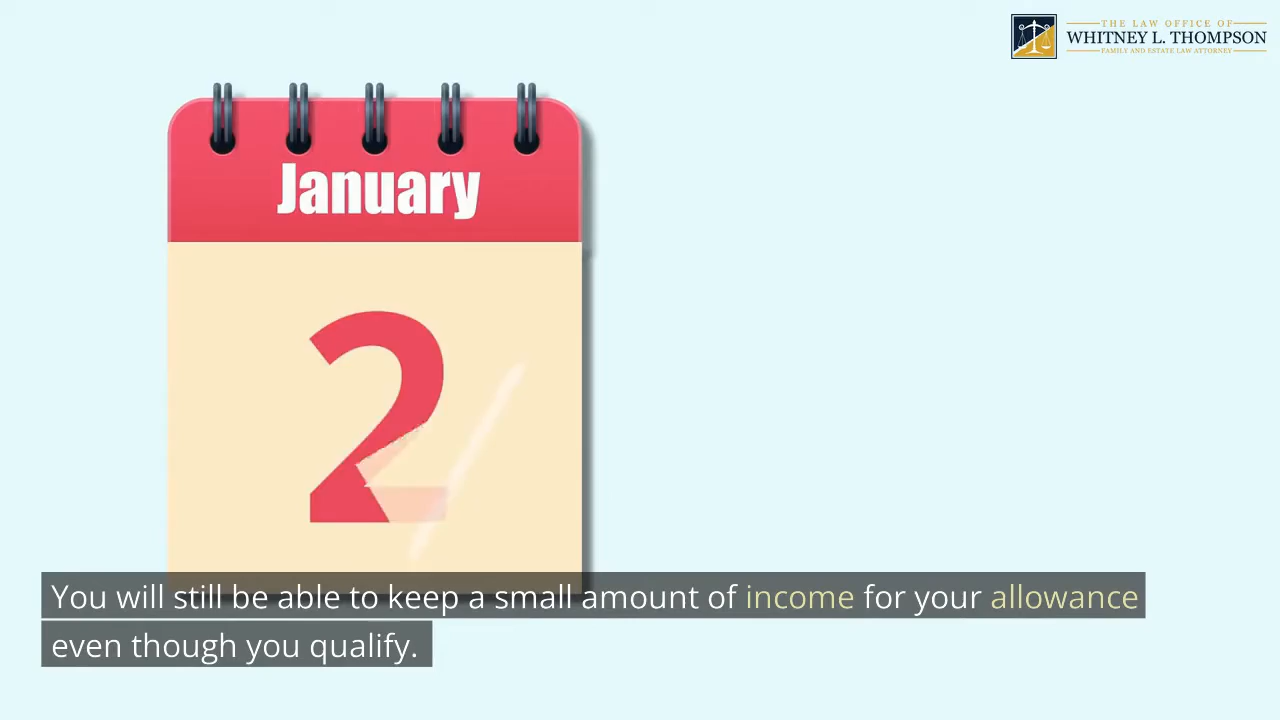 THE LAW OFFICE OF
WHITNEY L. THOMPSON
FAMILY AND ESTATE LAW ATTORNEY
January
2
You will still be able to keep a small amount of income for your allowance
even though you qualify.